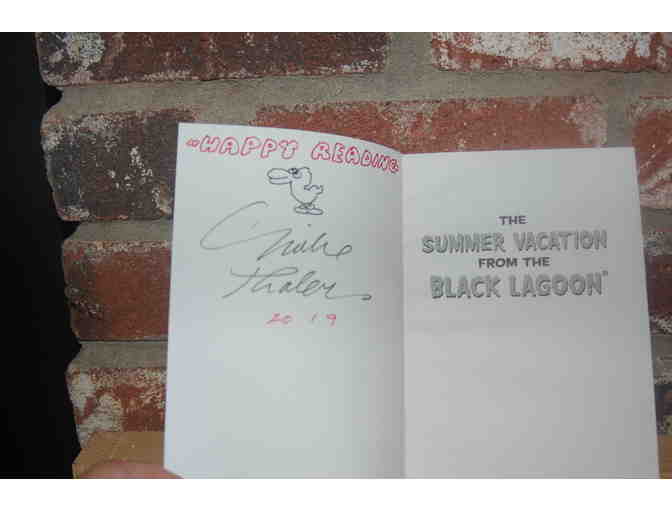 "HAPPY READING"
Mike
Thaler
2019
THE
SUMMER VACATION
FROM THE
BLACK LAGOON®